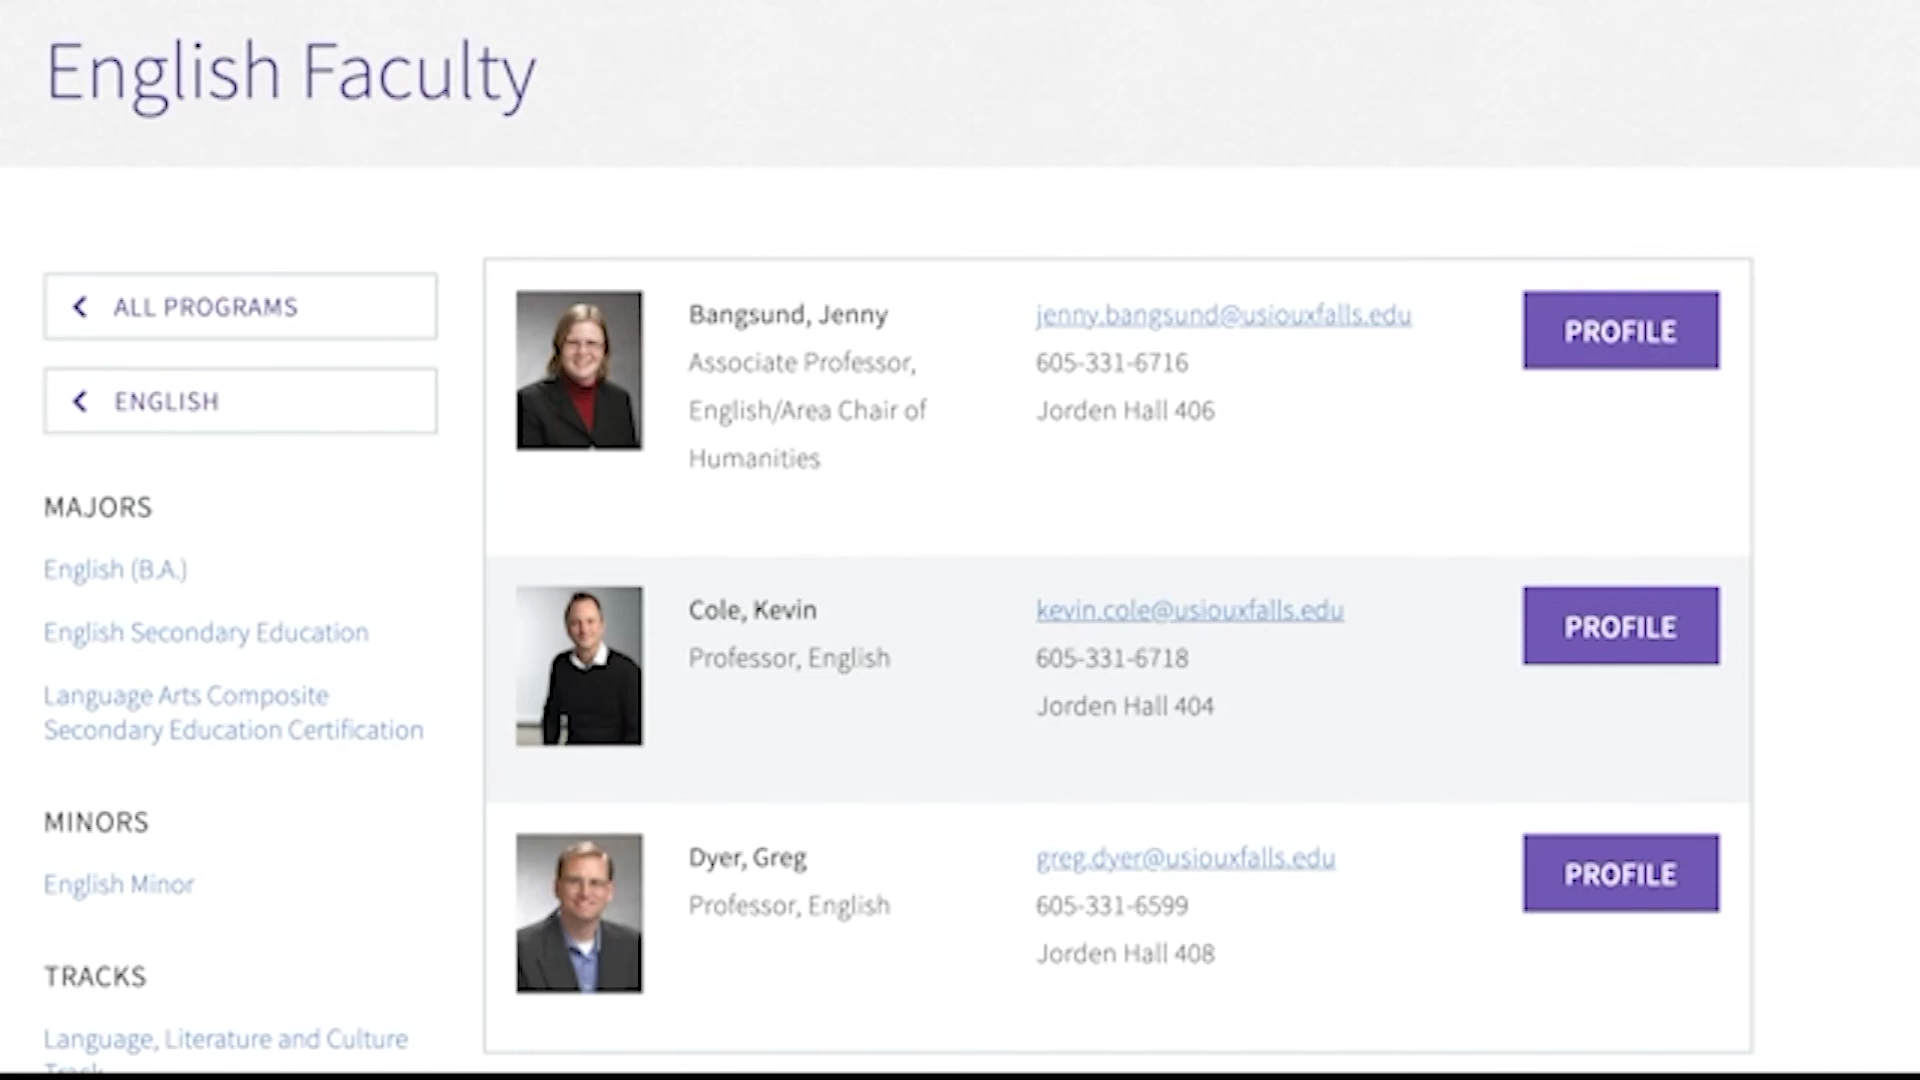 English Faculty
ALL PROGRAMS
ENGLISH
MAJORS
English (B.A.)
English Secondary Education
Language Arts Composite
Secondary Education Certification
MINORS
English Minor
TRACKS
Language, Literature and Culture
Track
Bangsund, Jenny
Associate Professor,
English/Area Chair of
Humanities
jenny.bangsund@usiouxfalls.edu
605-331-6716
Jorden Hall 406
PROFILE
Cole, Kevin
Professor, English
kevin.cole@usiouxfalls.edu
605-331-6718
Jorden Hall 404
PROFILE
Dyer, Greg
Professor, English
greg.dyer@usiouxfalls.edu
605-331-6599
Jorden Hall 408
PROFILE